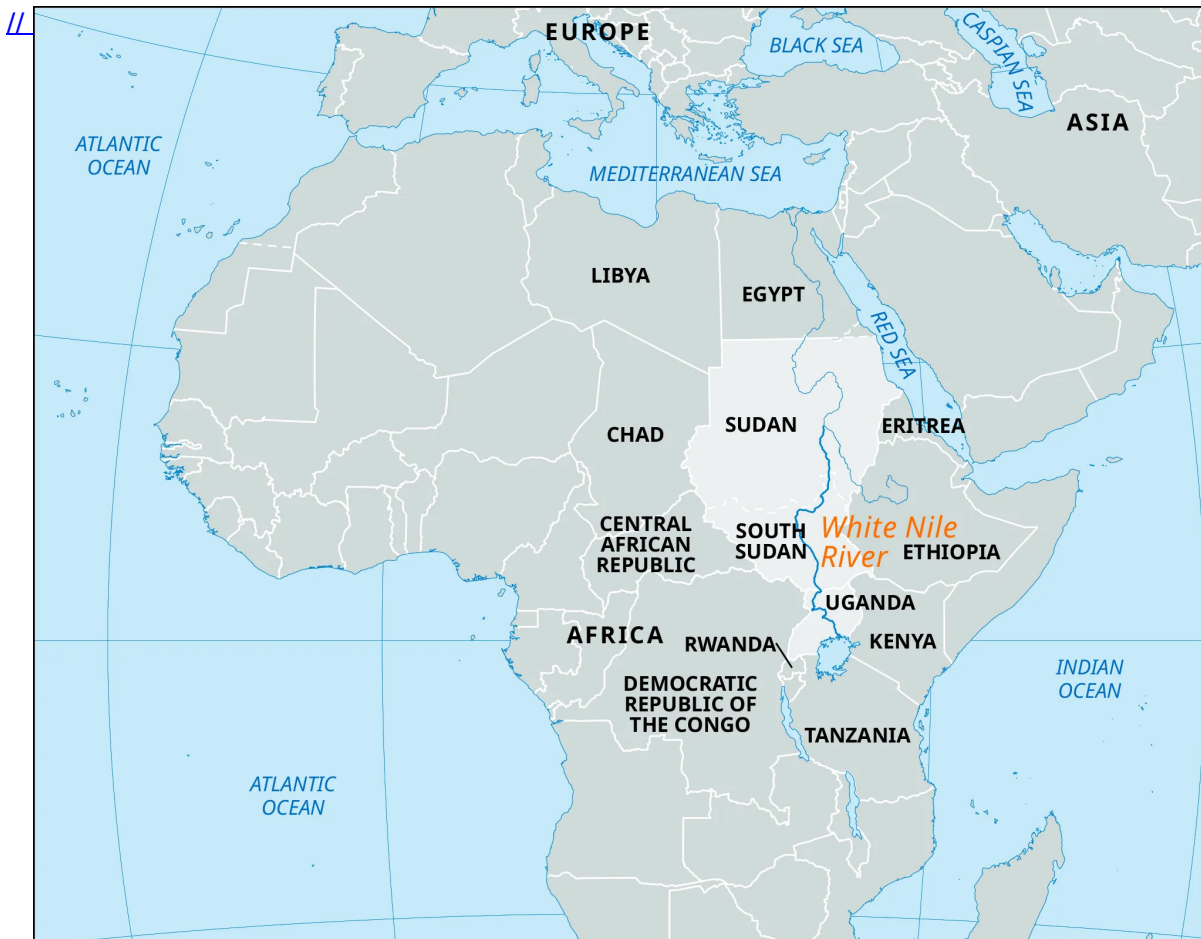 //
EUROPE
BLACK SEA
CASPIAN SEA
ASIA
ATLANTIC
OCEAN
MEDITERRANEAN SEA
LIBYA
EGYPT
RED SEA
SUDAN
ERITREA
CHAD
CENTRAL
AFRICAN
REPUBLIC
SOUTH
SUDAN
White Nile
River
ETHIOPIA
UGANDA
AFRICA
RWANDA
KENYA
DEMOCRATIC
REPUBLIC OF
THE CONGO
INDIAN
OCEAN
TANZANIA
ATLANTIC
OCEAN